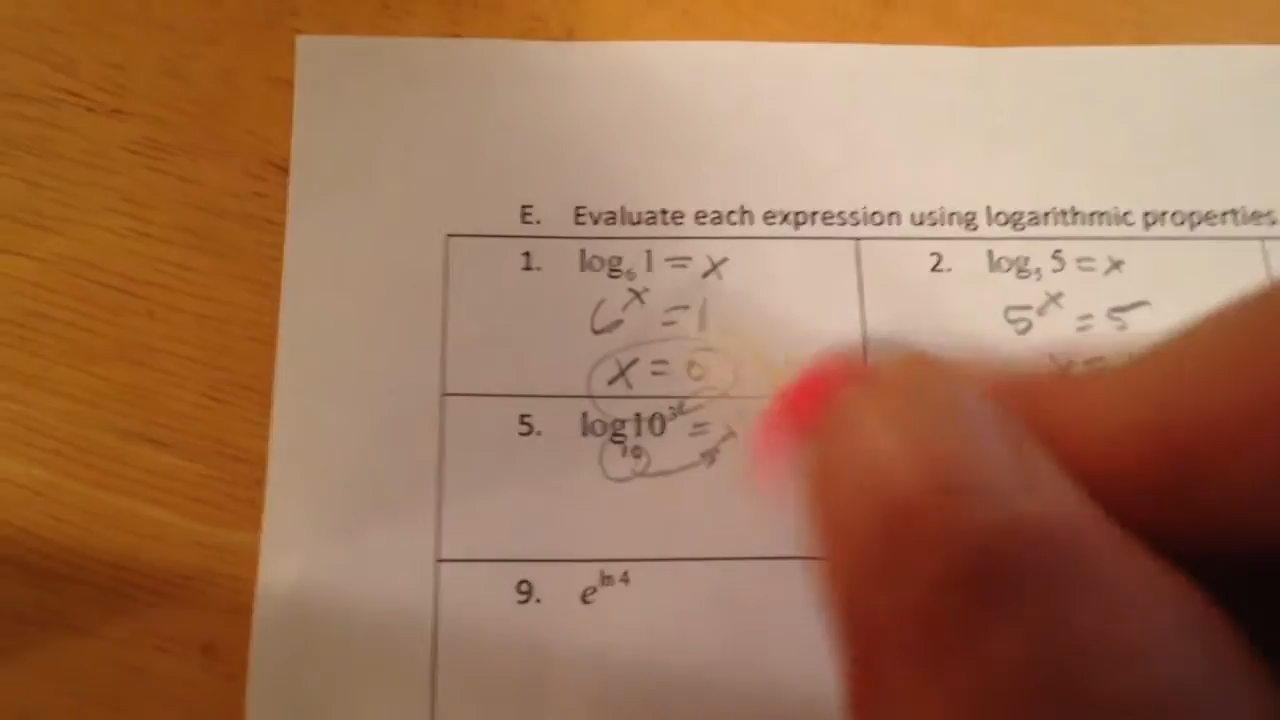 E. Evaluate each expression using logarithmic properties.
1. log₆ 1 = x
6ˣ = 1
x = 0
2. log₅ 5 = x
5ˣ = 5
x =
5. log10³ˣ =
10
9. e^(ln 4)